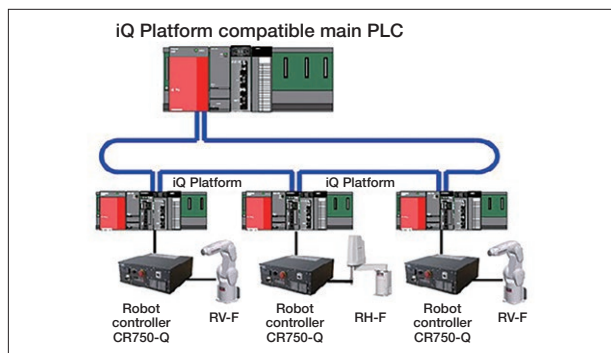 iQ Platform compatible main PLC
iQ Platform
iQ Platform
Robot
controller
CR750-Q
RV-F
Robot
controller
CR750-Q
RH-F
Robot
controller
CR750-Q
RV-F